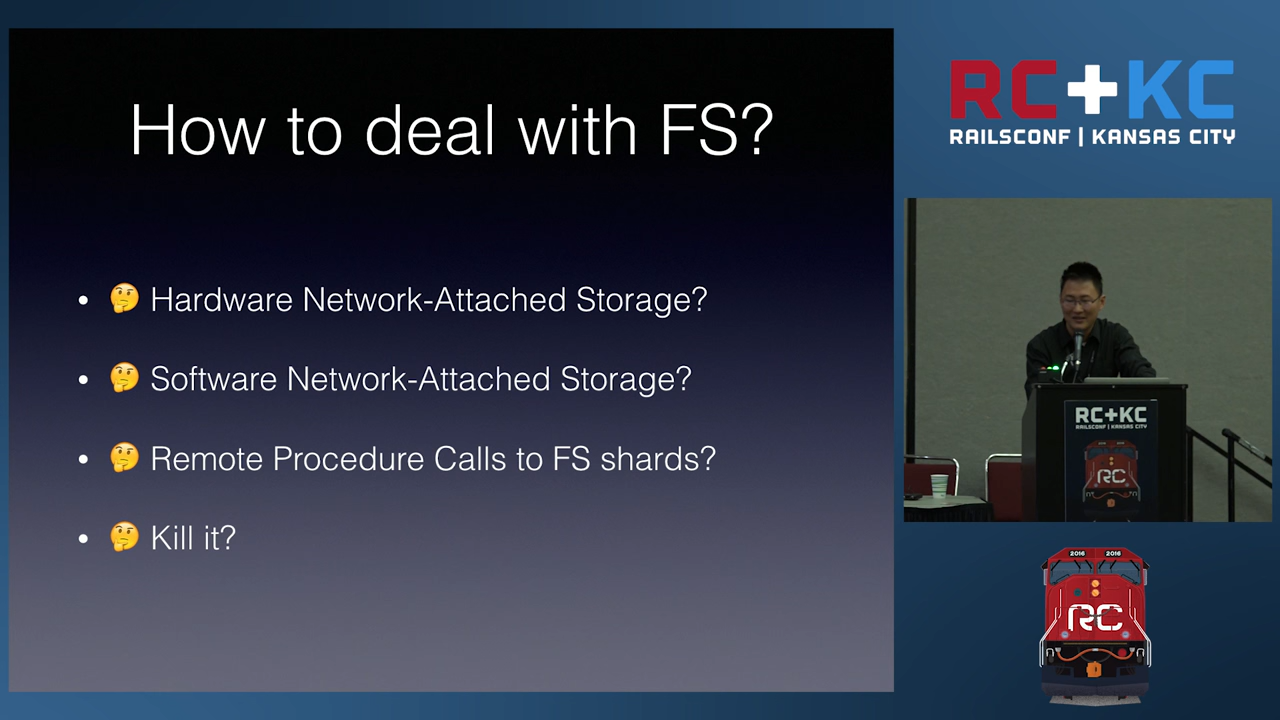 How to deal with FS?
• 🤔 Hardware Network-Attached Storage?
• 🤔 Software Network-Attached Storage?
• 🤔 Remote Procedure Calls to FS shards?
• 🤔 Kill it?
RC+KC
RAILSCONF | KANSAS CITY
RC+KC
RAILSCONF | KANSAS CITY
RC
2016 2016
RC